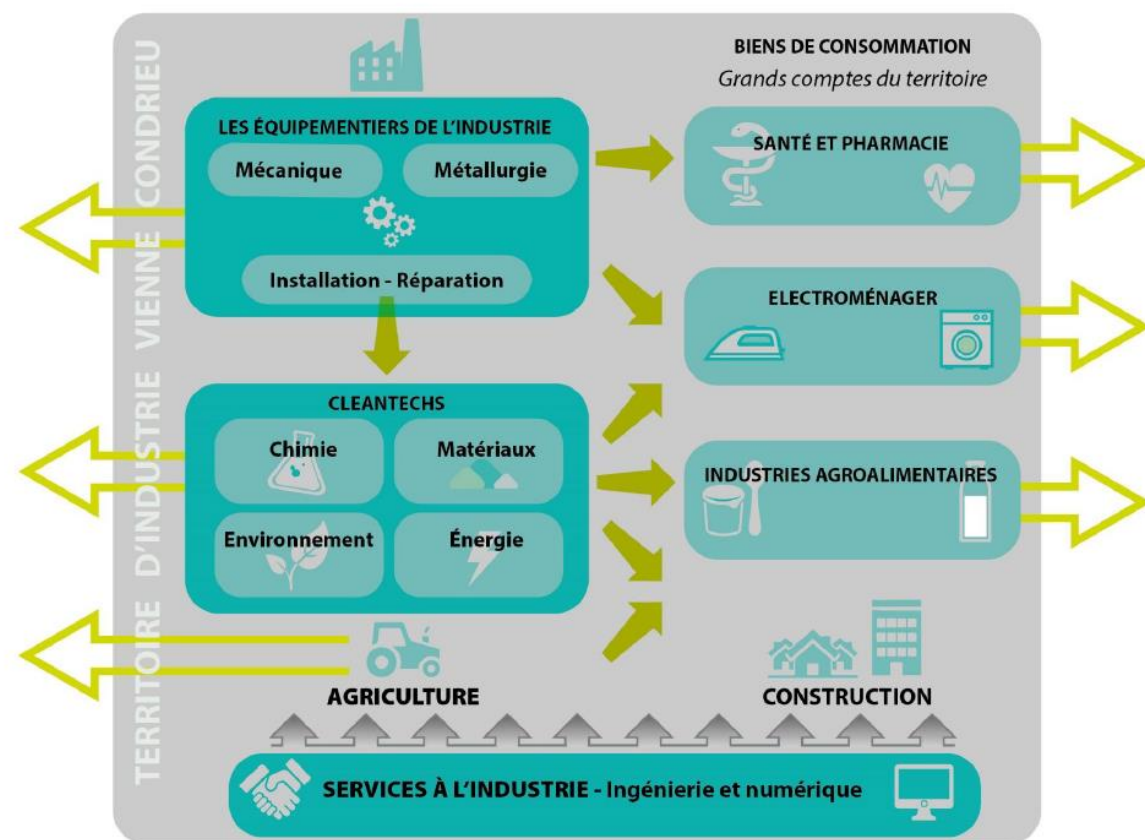 TERRITOIRE D'INDUSTRIE VIENNE CONDRIEU
LES ÉQUIPEMENTIERS DE L'INDUSTRIE
Mécanique
Métallurgie
Installation - Réparation
CLEANTECHS
Chimie
Matériaux
Environnement
Énergie
AGRICULTURE
BIENS DE CONSOMMATION
Grands comptes du territoire
SANTÉ ET PHARMACIE
ELECTROMÉNAGER
INDUSTRIES AGROALIMENTAIRES
CONSTRUCTION
SERVICES À L'INDUSTRIE - Ingénierie et numérique